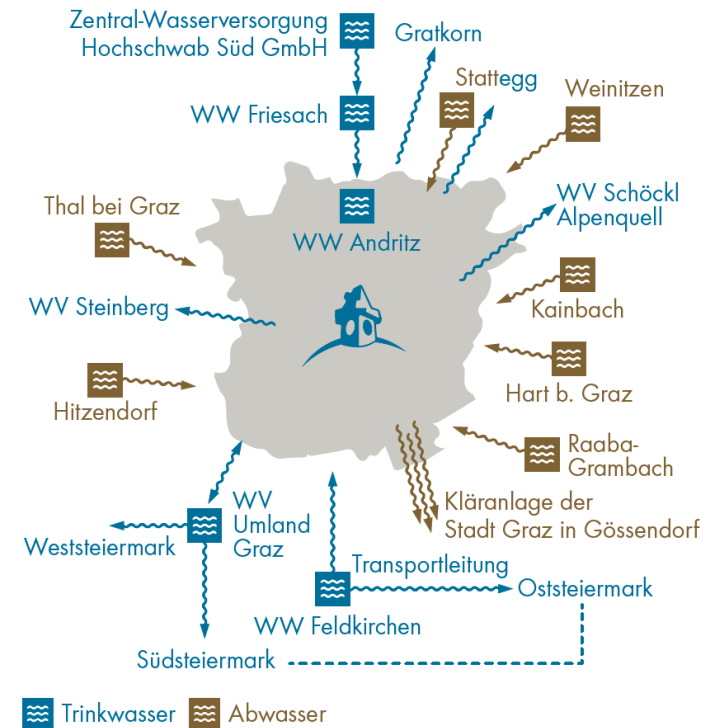 Zentral-Wasserversorgung
Hochschwab Süd GmbH
Gratkorn
Stattegg
Weinitzen
WW Friesach
Thal bei Graz
WV Schöckl
Alpenquell
WW Andritz
WV Steinberg
Kainbach
Hitzendorf
Hart b. Graz
Raaba-
Grambach
WV
Umland
Graz
Kläranlage der
Stadt Graz in Gössendorf
Weststeiermark
Transportleitung
Oststeiermark
WW Feldkirchen
Südsteiermark
Trinkwasser
Abwasser